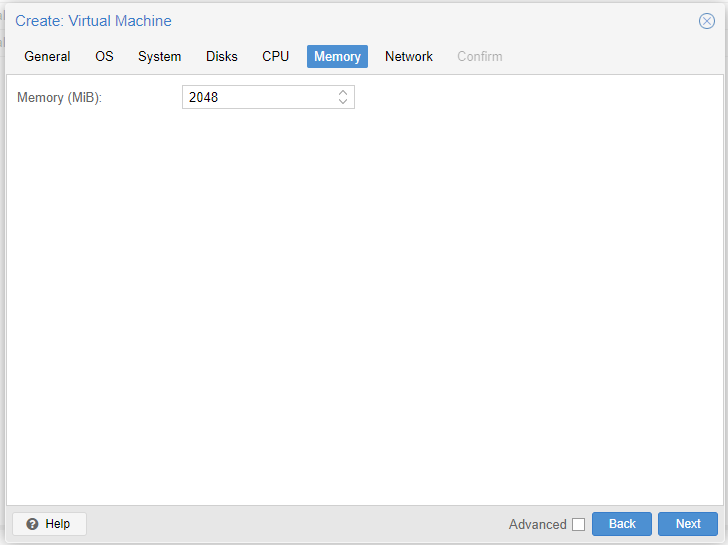 Create: Virtual Machine
General OS System Disks CPU Memory Network Confirm
Memory (MiB): 2048
Help Advanced Back Next